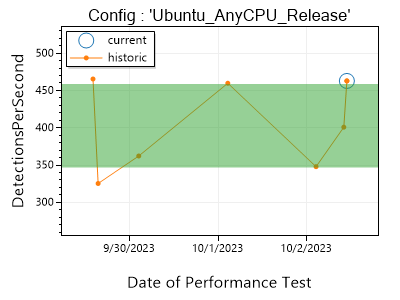 Config : 'Ubuntu_AnyCPU_Release'
current
historic
DetectionsPerSecond
500
450
400
350
300
9/30/2023
10/1/2023
10/2/2023
Date of Performance Test